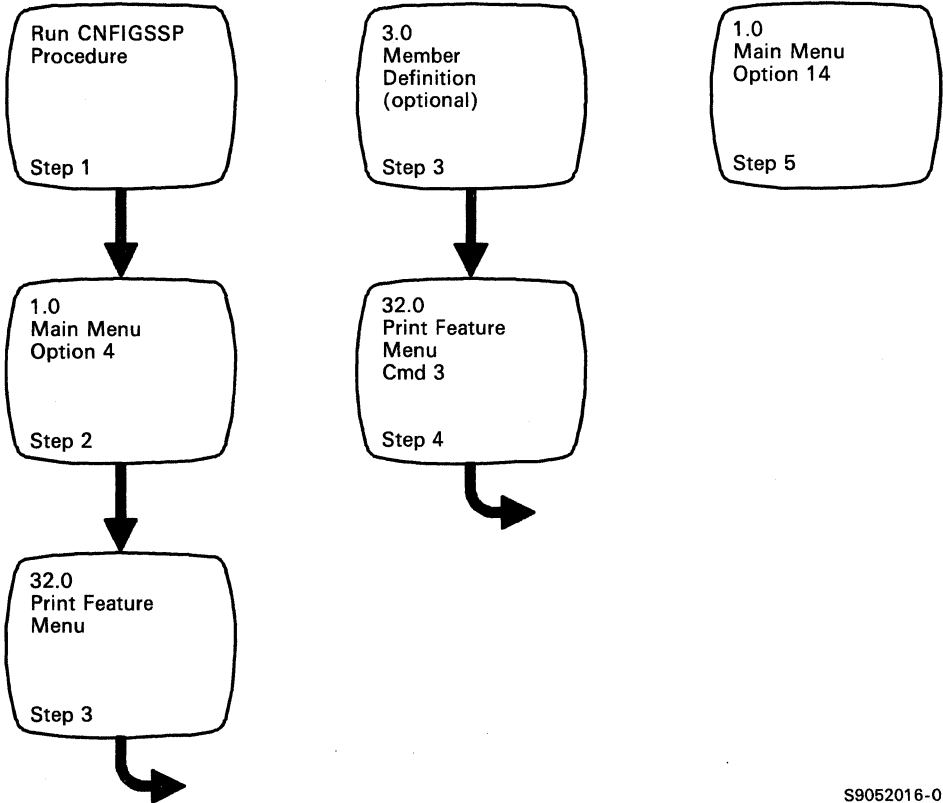 Run CNFIGSSP
Procedure
Step 1
1.0
Main Menu
Option 4
Step 2
32.0
Print Feature
Menu
Step 3
3.0
Member
Definition
(optional)
Step 3
32.0
Print Feature
Menu
Cmd 3
Step 4
1.0
Main Menu
Option 14
Step 5
S9052016-0